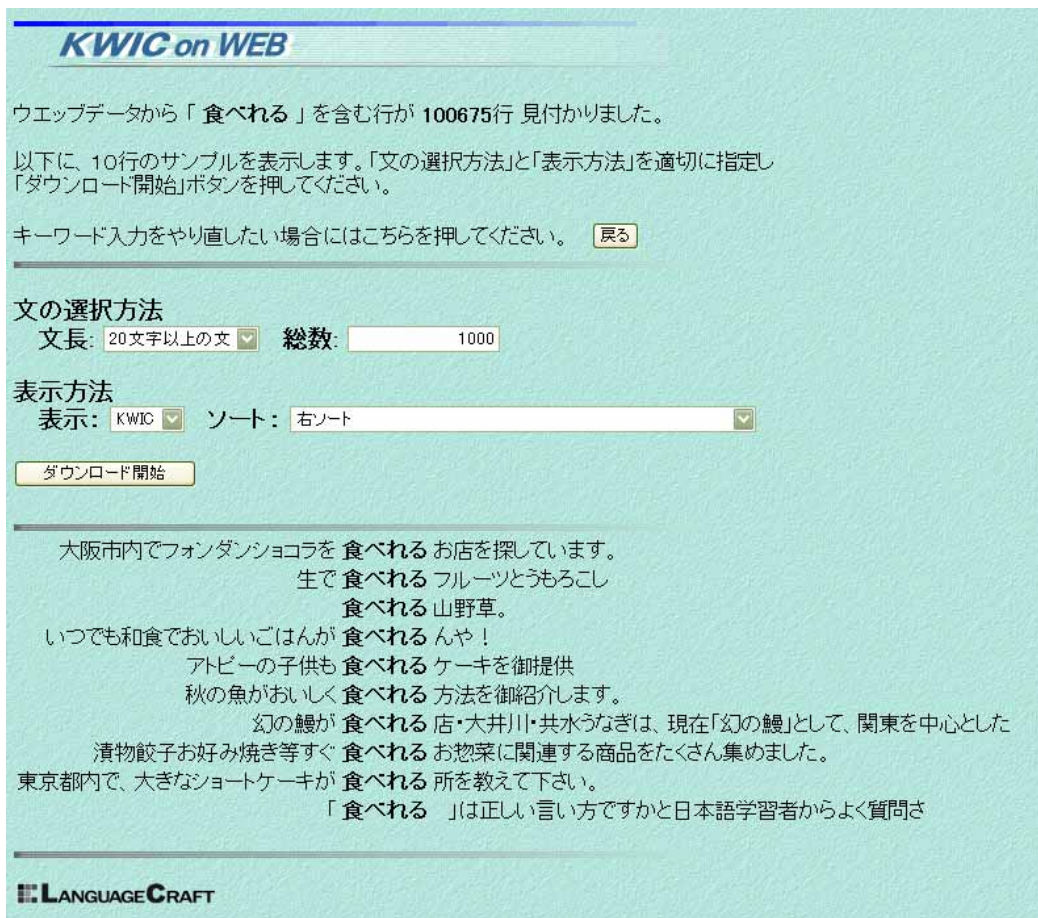 KWIC on WEB
ウエッブデータから「 食べれる 」を含む行が 100675行 見付かりました。
以下に、10行のサンプルを表示します。「文の選択方法」と「表示方法」を適切に指定し
「ダウンロード開始」ボタンを押してください。
キーワード入力をやり直したい場合にはこちらを押してください。 戻る
文の選択方法
文長: 20文字以上の文 総数: 1000
表示方法
表示: KWIC ソート: 右ソート
ダウンロード開始
大阪市内でフォンダンショコラを 食べれる お店を探しています。
生で 食べれる フルーツとうもろこし
食べれる 山野草。
いつでも和食でおいしいごはんが 食べれる んや！
アトピーの子供も 食べれる ケーキを御提供
秋の魚がおいしく 食べれる 方法を御紹介します。
幻の鰻が 食べれる 店・大井川・共水うなぎは、現在「幻の鰻」として、関東を中心とした
漬物餃子お好み焼き等すぐ 食べれる お惣菜に関連する商品をたくさん集めました。
東京都内で、大きなショートケーキが 食べれる 所を教えて下さい。
「 食べれる 」は正しい言い方ですかと日本語学習者からよく質問さ
LANGUAGECRAFT